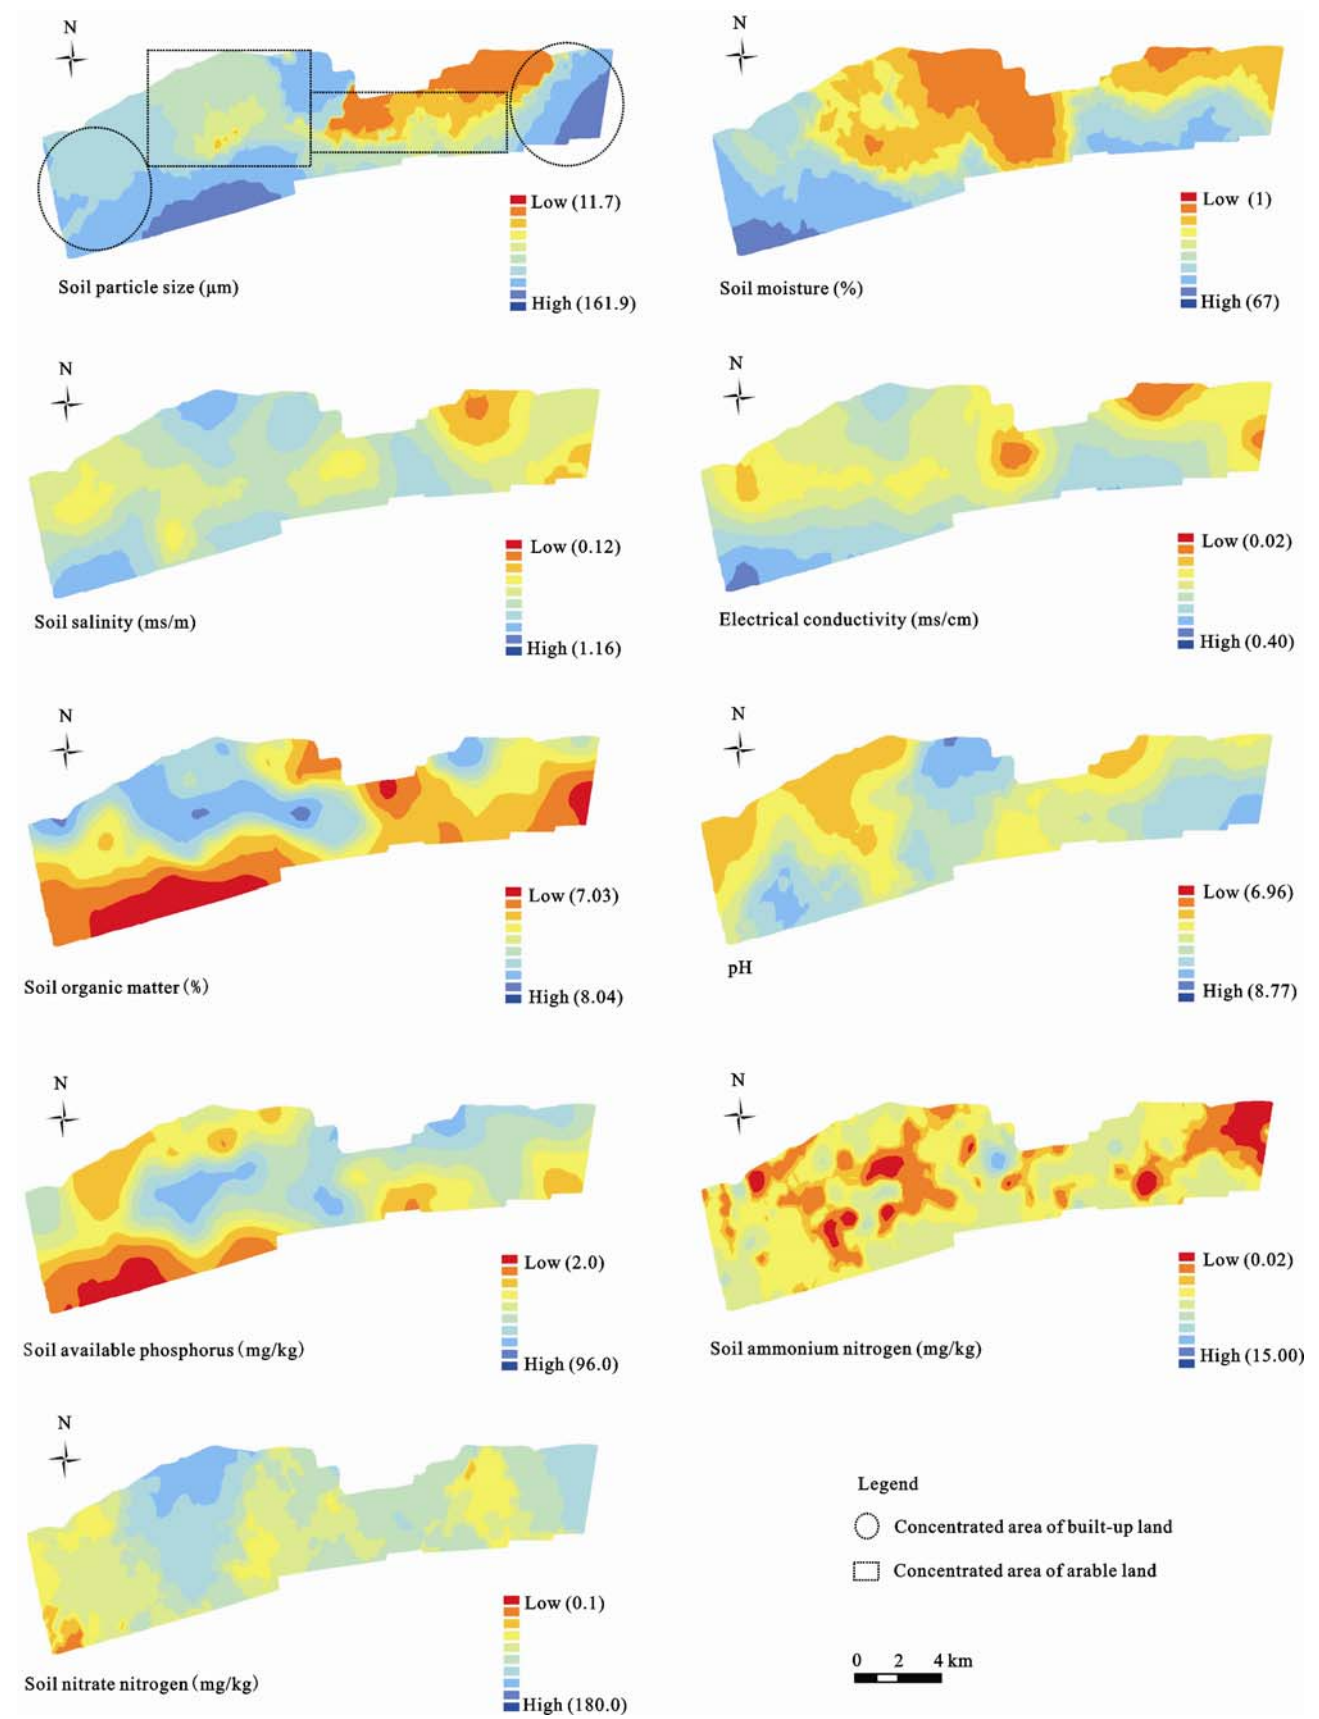 N
Low (11.7)
High (161.9)
Soil particle size (μm)
N
Low (1)
High (67)
Soil moisture (%)
N
Low (0.12)
High (1.16)
Soil salinity (ms/m)
N
Low (0.02)
High (0.40)
Electrical conductivity (ms/cm)
N
Low (7.03)
High (8.04)
Soil organic matter (%)
N
Low (6.96)
High (8.77)
pH
N
Low (2.0)
High (96.0)
Soil available phosphorus (mg/kg)
N
Low (0.02)
High (15.00)
Soil ammonium nitrogen (mg/kg)
N
Low (0.1)
High (180.0)
Soil nitrate nitrogen (mg/kg)
Legend
Concentrated area of built-up land
Concentrated area of arable land
0 2 4 km